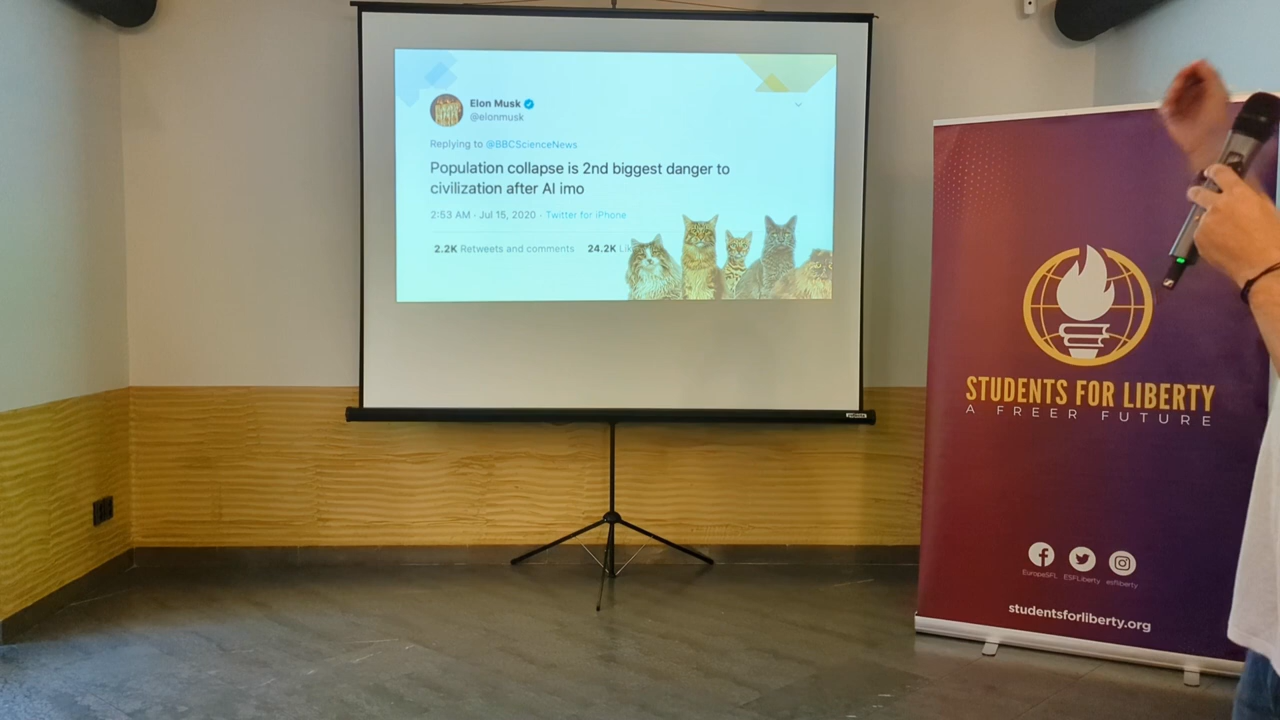 Elon Musk
@elonmusk
Replying to @BBCScienceNews
Population collapse is 2nd biggest danger to
civilization after AI imo
2:53 AM · Jul 15, 2020 · Twitter for iPhone
2.2K Retweets and comments 24.2K Lik
STUDENTS FOR LIBERTY
A FREER FUTURE
EuropeSFL ESFLiberty esfliberty
studentsforliberty.org